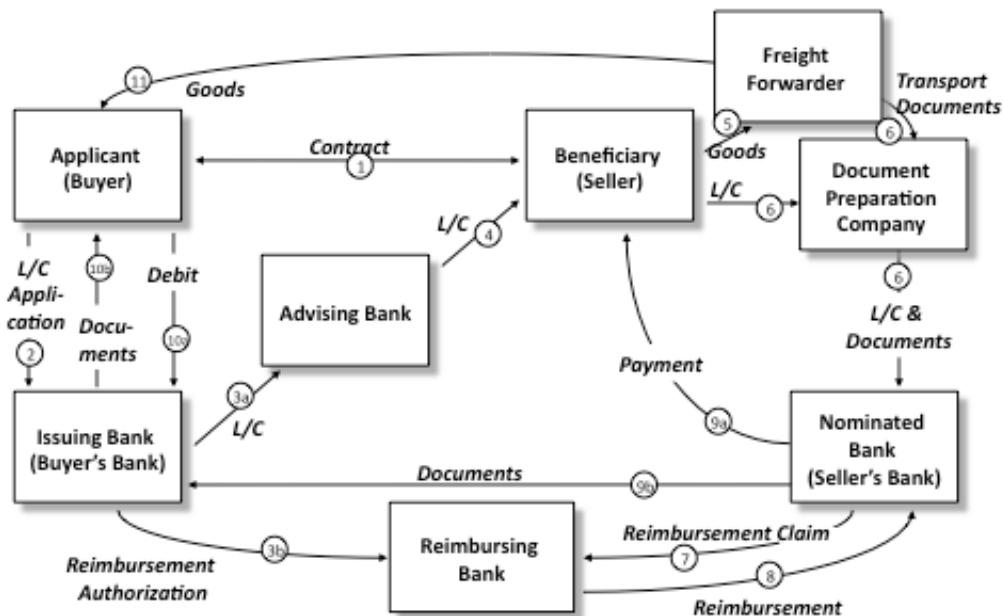 Freight
Forwarder
11
Goods
Transport
Documents
5
6
Goods
Applicant
(Buyer)
Contract
1
Beneficiary
(Seller)
Document
Preparation
Company
L/C
6
L/C
4
L/C
Appli-
cation
2
10b
Docu-
ments
Debit
10a
Advising Bank
6
L/C &
Documents
Payment
3a
L/C
9a
Issuing Bank
(Buyer's Bank)
Nominated
Bank
(Seller's Bank)
Documents
9b
Reimbursement Claim
7
3b
Reimbursement
Authorization
Reimbursing
Bank
8
Reimbursement